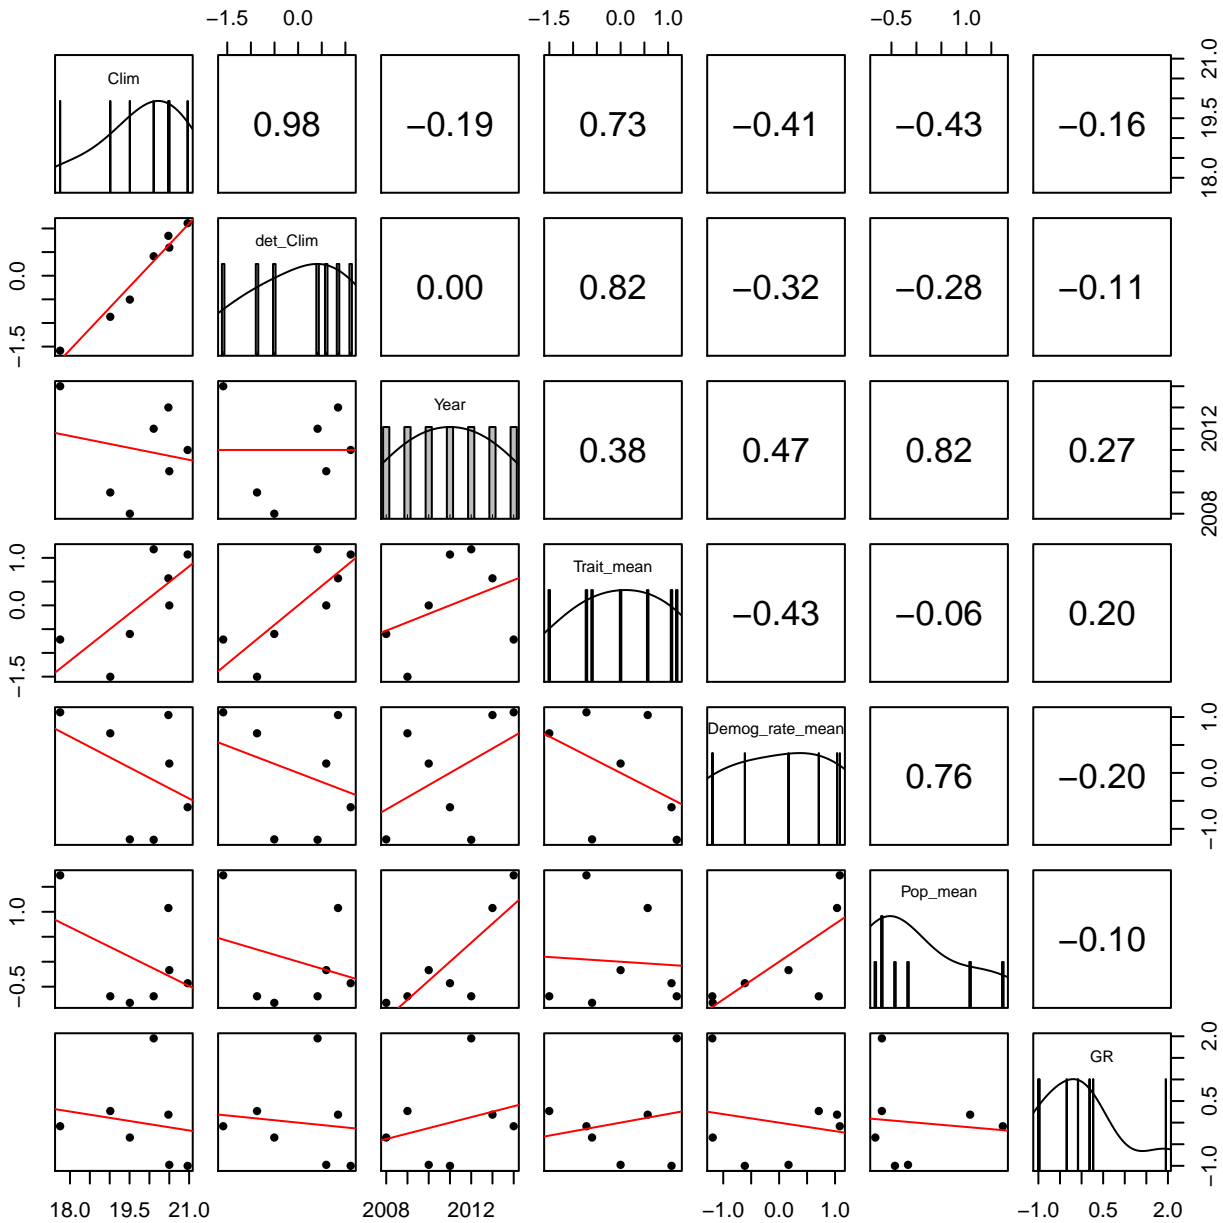 −1.5 0.0 −1.5 0.0 1.0 −0.5 1.0
Clim 0.98 −0.19 0.73 −0.41 −0.43 −0.16 18.0 19.5 21.0
−1.5 0.0 det_Clim 0.00 0.82 −0.32 −0.28 −0.11
Year 0.38 0.47 0.82 0.27 2008 2012
−1.5 0.0 1.0 Trait_mean −0.43 −0.06 0.20
Demog_rate_mean 0.76 −0.20 −1.0 0.0 1.0
−0.5 1.0 Pop_mean −0.10
GR −1.0 0.5 2.0
18.0 19.5 21.0 2008 2012 −1.0 0.0 1.0 −1.0 0.5 2.0